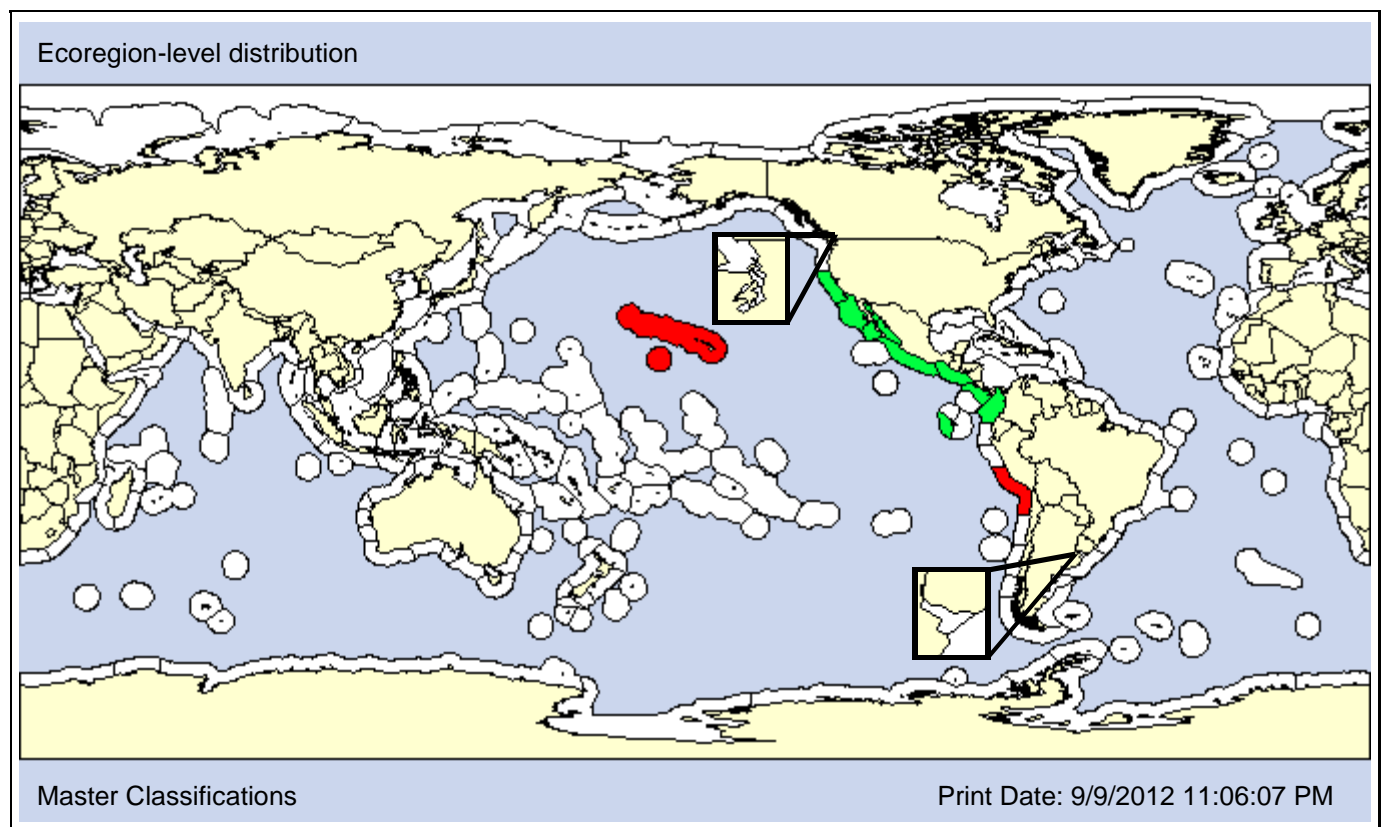 Ecoregion-level distribution
Master Classifications
Print Date: 9/9/2012 11:06:07 PM